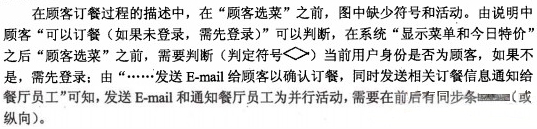 在顾客订餐过程的描述中，在“顾客选菜”之前，图中缺少符号和活动。由说明中
顾客“可以订餐（如果未登录，需先登录）”可以判断，在系统“显示菜单和今日特价”
之后“顾客选菜”之前，需要判断（判定符号◇）当前用户身份是否为顾客，如果不
是，需先登录；由“……发送 E-mail 给顾客以确认订餐，同时发送相关订餐信息通知给
餐厅员工”可知，发送 E-mail 和通知餐厅员工为并行活动，需要在前后有同步条（或
纵向）。